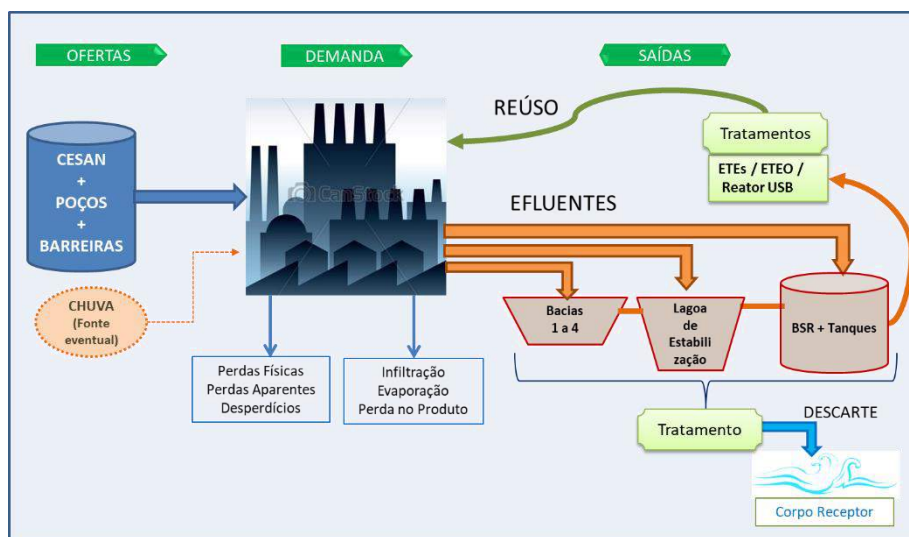 OFERTAS
DEMANDA
SAÍDAS
REÚSO
Tratamentos
ETEs / ETEO /
Reator USB
CESAN
+
POÇOS
+
BARREIRAS
CanStock
EFLUENTES
CHUVA
(Fonte
eventual)
Bacias
1 a 4
Lagoa
de
Estabili
zação
BSR + Tanques
Perdas Físicas
Perdas Aparentes
Desperdícios
Infiltração
Evaporação
Perda no Produto
Tratamento
DESCARTE
Corpo Receptor